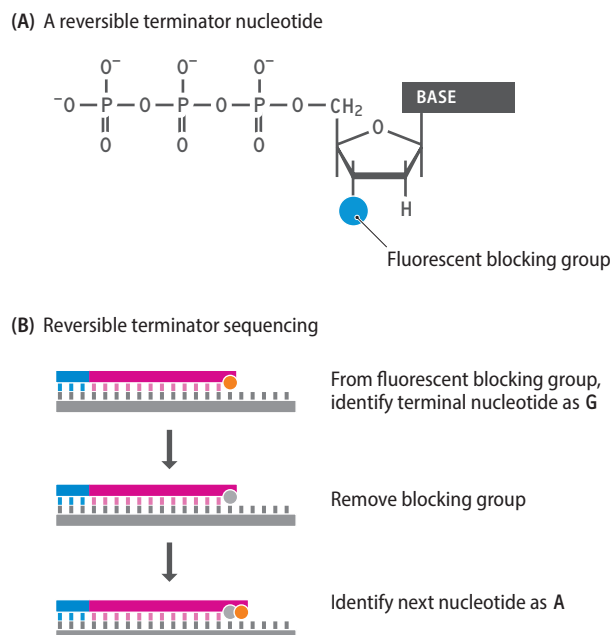 (A) A reversible terminator nucleotide
O⁻ O⁻ O⁻
⁻O–P–O–P–O–P–O–CH₂ BASE
O
O O O
H
Fluorescent blocking group
(B) Reversible terminator sequencing
From fluorescent blocking group,
identify terminal nucleotide as G
Remove blocking group
Identify next nucleotide as A